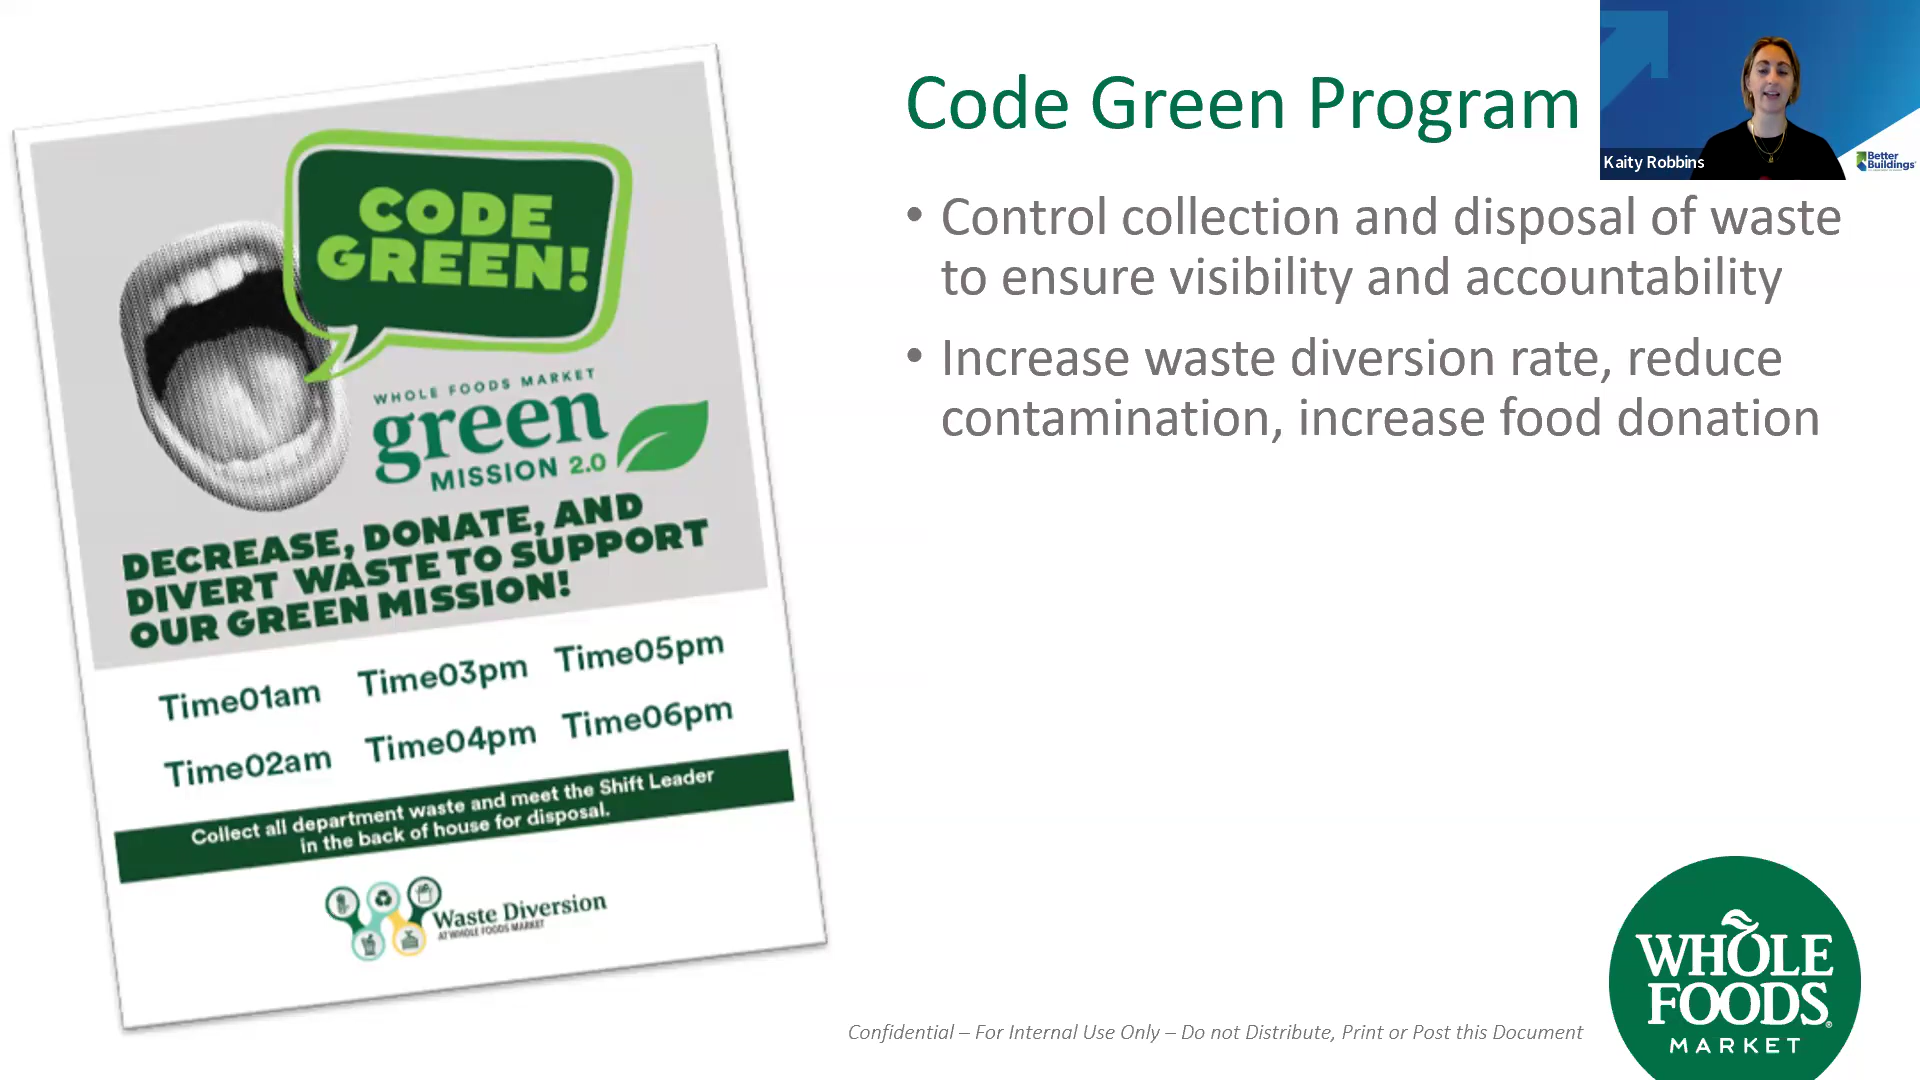 CODE
GREEN!
WHOLE FOODS MARKET
green
MISSION 2.0
DECREASE, DONATE, AND
DIVERT WASTE TO SUPPORT
OUR GREEN MISSION!
Time01am Time03pm Time05pm
Time02am Time04pm Time06pm
Collect all department waste and meet the Shift Leader
in the back of house for disposal.
Waste Diversion
AT WHOLE FOODS MARKET
Code Green Program
• Control collection and disposal of waste
to ensure visibility and accountability
• Increase waste diversion rate, reduce
contamination, increase food donation
Kaity Robbins
Better
Buildings
Confidential – For Internal Use Only – Do not Distribute, Print or Post this Document
WHOLE
FOODS
MARKET